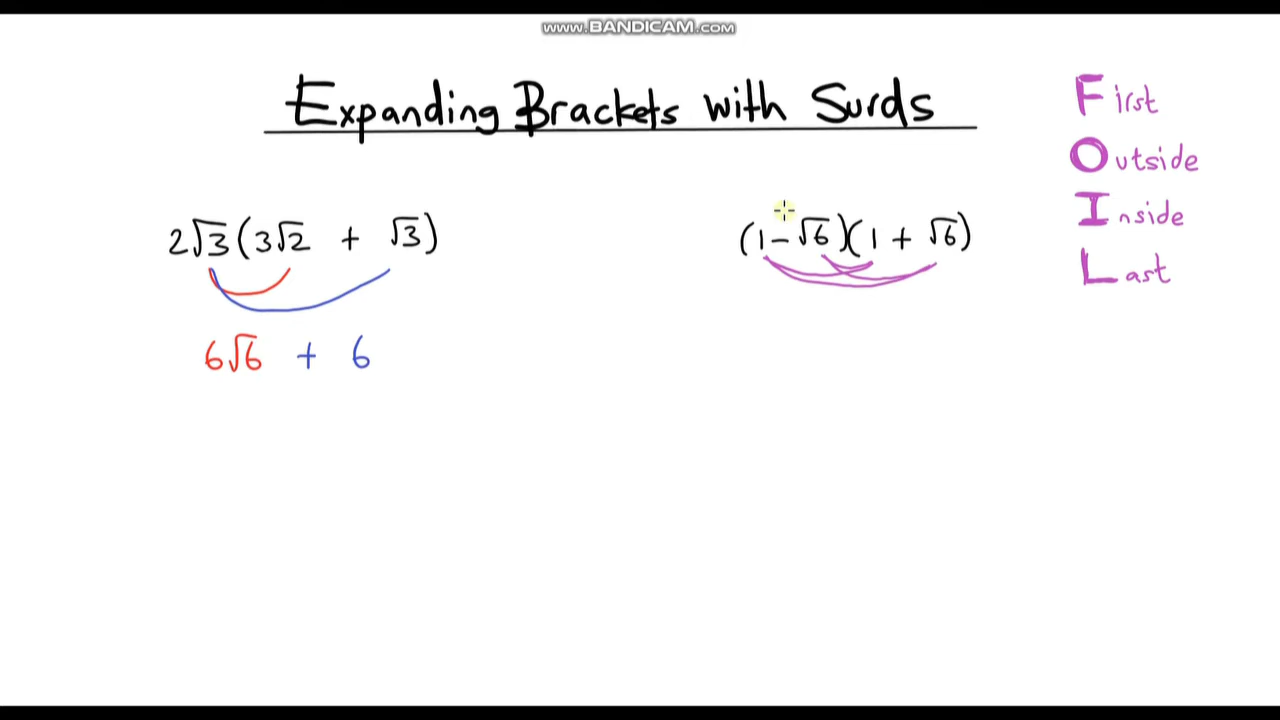 www.BANDICAM.com
Expanding Brackets with Surds
First
Outside
Inside
Last
2√3(3√2 + √3)
6√6 + 6
(1-√6)(1 + √6)